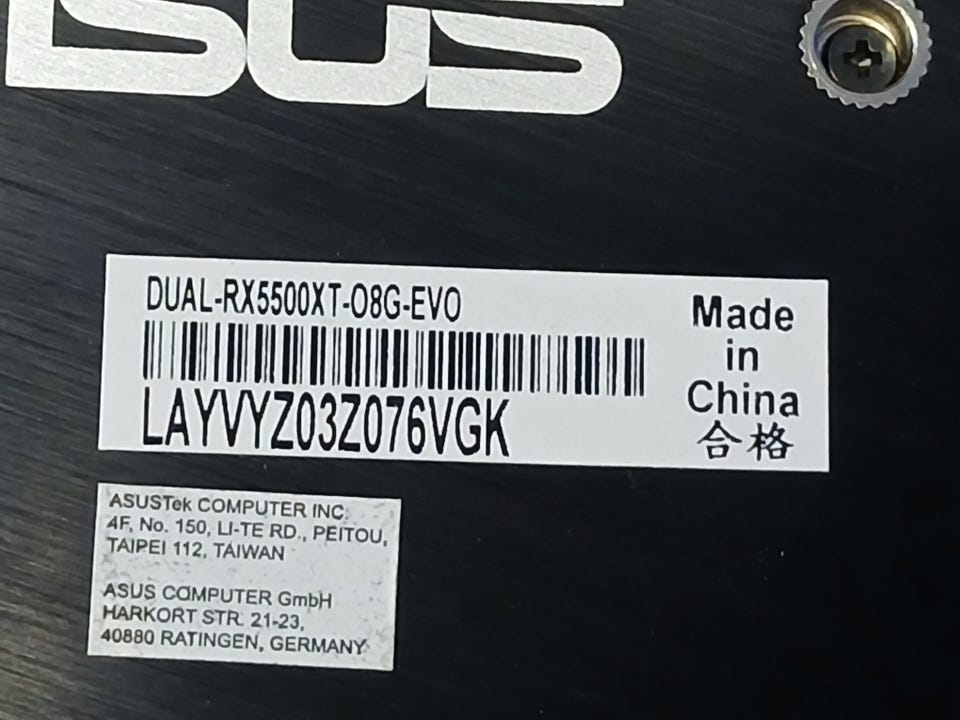 ASUS
DUAL-RX5500XT-O8G-EVO
LAYVYZ03Z076VGK
Made
in
China
合格
ASUSTek COMPUTER INC.
4F, No. 150, LI-TE RD., PEITOU,
TAIPEI 112, TAIWAN
ASUS COMPUTER GmbH
HARKORT STR. 21-23,
40880 RATINGEN, GERMANY